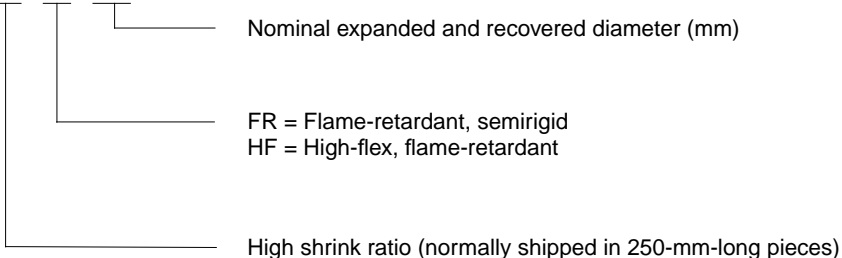 Nominal expanded and recovered diameter (mm)
FR = Flame-retardant, semirigid
HF = High-flex, flame-retardant
High shrink ratio (normally shipped in 250-mm-long pieces)